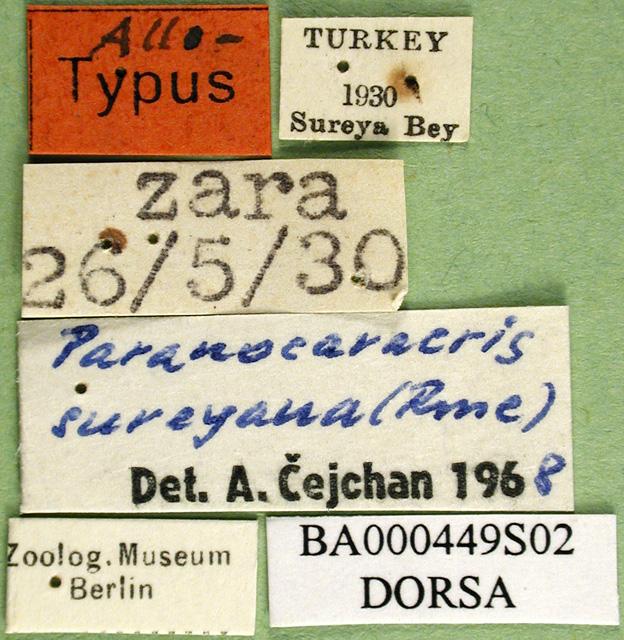 Allo-
Typus
TURKEY
1930
Sureya Bey
zara
26/5/30
Paranocaracris
sureyana (Rme)
Det. A. Čejchan 1968
Zoolog. Museum
Berlin
BA000449S02
DORSA